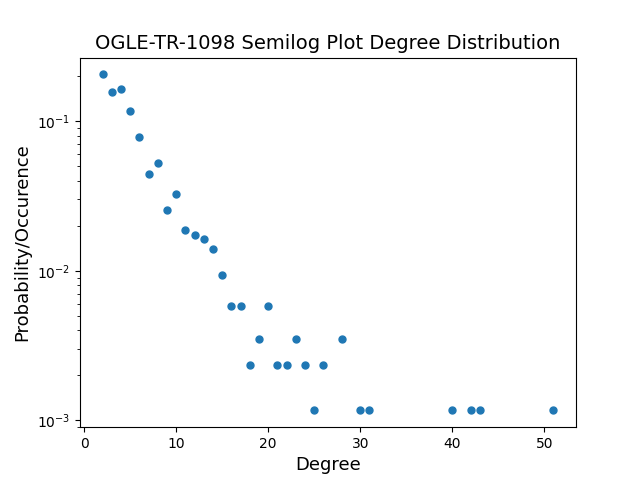 OGLE-TR-1098 Semilog Plot Degree Distribution
Probability/Occurence
10⁻¹
10⁻²
10⁻³
0 10 20 30 40 50
Degree